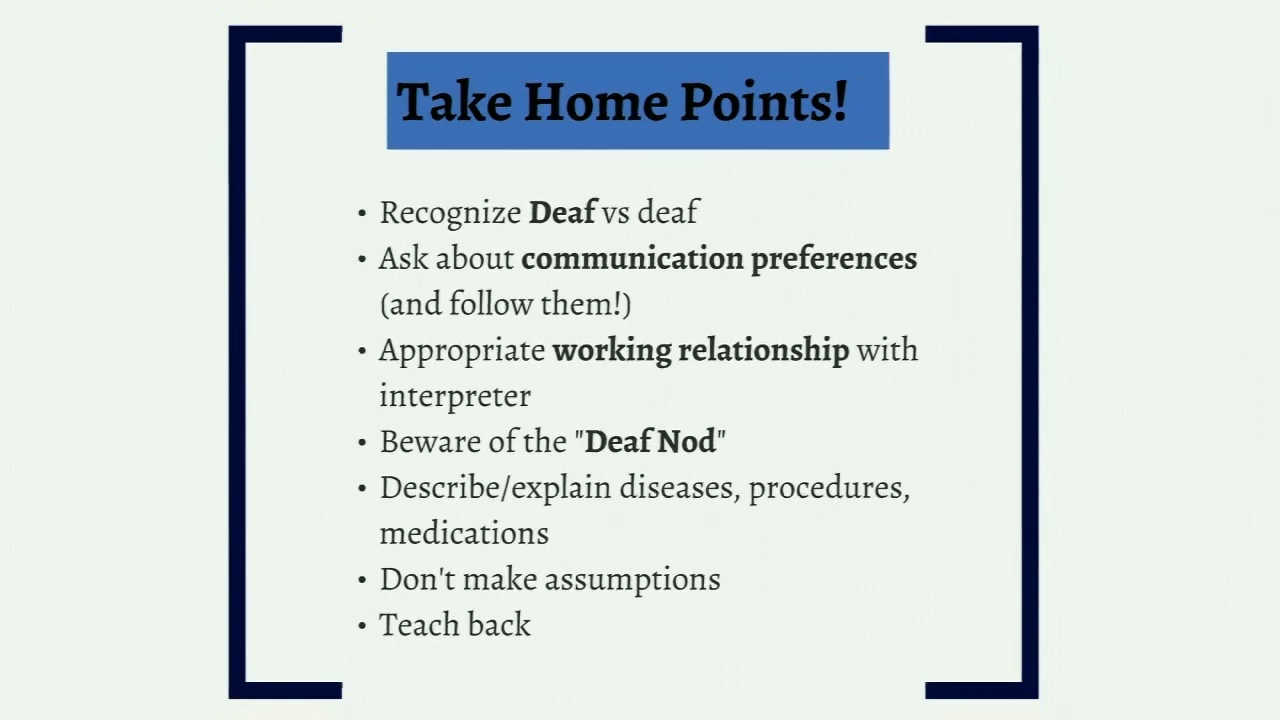 Take Home Points!
• Recognize Deaf vs deaf
• Ask about communication preferences
(and follow them!)
• Appropriate working relationship with
interpreter
• Beware of the "Deaf Nod"
• Describe/explain diseases, procedures,
medications
• Don't make assumptions
• Teach back